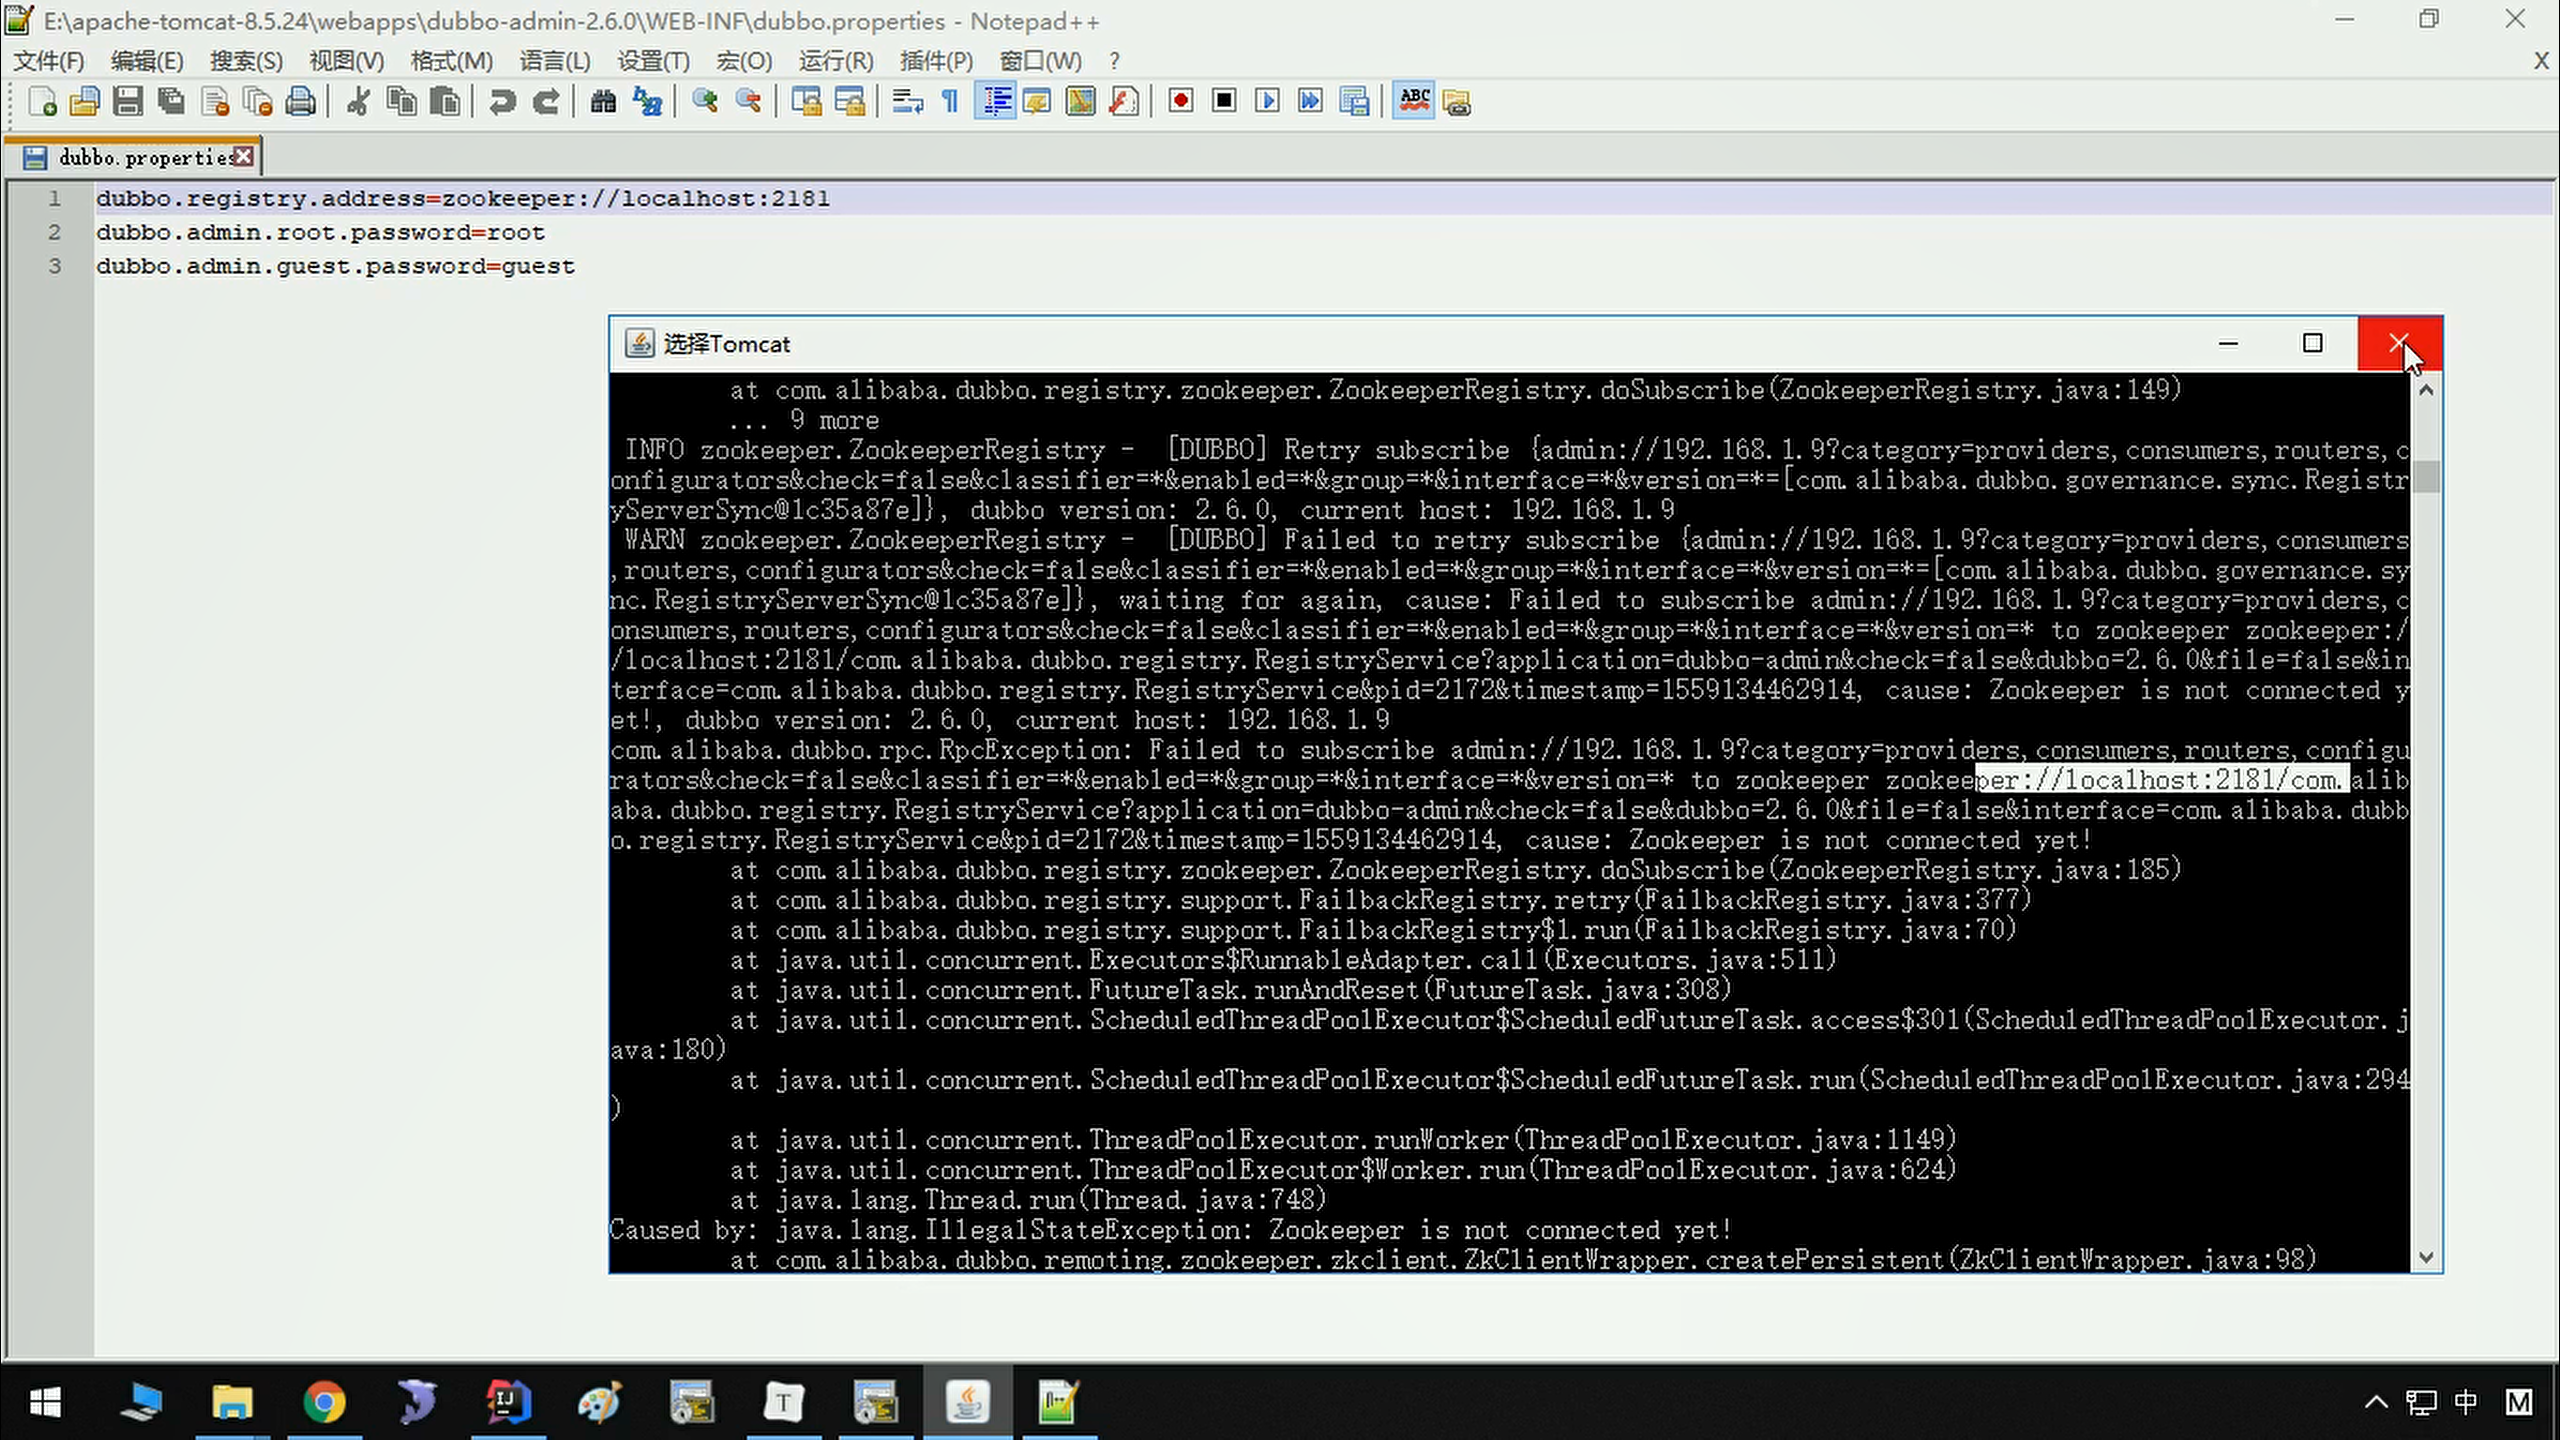 E:\apache-tomcat-8.5.24\webapps\dubbo-admin-2.6.0\WEB-INF\dubbo.properties - Notepad++
文件(F) 编辑(E) 搜索(S) 视图(V) 格式(M) 语言(L) 设置(T) 宏(O) 运行(R) 插件(P) 窗口(W) ? X
ABC
dubbo.properties
1 dubbo.registry.address=zookeeper://localhost:2181
2 dubbo.admin.root.password=root
3 dubbo.admin.guest.password=guest
选择Tomcat
at com.alibaba.dubbo.registry.zookeeper.ZookeeperRegistry.doSubscribe(ZookeeperRegistry.java:149)
... 9 more
INFO zookeeper.ZookeeperRegistry -  [DUBBO] Retry subscribe {admin://192.168.1.9?category=providers,consumers,routers,c
onfigurators&check=false&classifier=*&enabled=*&group=*&interface=*&version=*=[com.alibaba.dubbo.governance.sync.Registr
yServerSync@1c35a87e]}, dubbo version: 2.6.0, current host: 192.168.1.9
WARN zookeeper.ZookeeperRegistry -  [DUBBO] Failed to retry subscribe {admin://192.168.1.9?category=providers,consumers
,routers,configurators&check=false&classifier=*&enabled=*&group=*&interface=*&version=*=[com.alibaba.dubbo.governance.sy
nc.RegistryServerSync@1c35a87e]}, waiting for again, cause: Failed to subscribe admin://192.168.1.9?category=providers,c
onsumers,routers,configurators&check=false&classifier=*&enabled=*&group=*&interface=*&version=* to zookeeper zookeeper:/
/localhost:2181/com.alibaba.dubbo.registry.RegistryService?application=dubbo-admin&check=false&dubbo=2.6.0&file=false&in
terface=com.alibaba.dubbo.registry.RegistryService&pid=2172&timestamp=1559134462914, cause: Zookeeper is not connected y
et!, dubbo version: 2.6.0, current host: 192.168.1.9
com.alibaba.dubbo.rpc.RpcException: Failed to subscribe admin://192.168.1.9?category=providers,consumers,routers,configu
rators&check=false&classifier=*&enabled=*&group=*&interface=*&version=* to zookeeper zookeeper://localhost:2181/com.alib
aba.dubbo.registry.RegistryService?application=dubbo-admin&check=false&dubbo=2.6.0&file=false&interface=com.alibaba.dubb
o.registry.RegistryService&pid=2172&timestamp=1559134462914, cause: Zookeeper is not connected yet!
at com.alibaba.dubbo.registry.zookeeper.ZookeeperRegistry.doSubscribe(ZookeeperRegistry.java:185)
at com.alibaba.dubbo.registry.support.FailbackRegistry.retry(FailbackRegistry.java:377)
at com.alibaba.dubbo.registry.support.FailbackRegistry$1.run(FailbackRegistry.java:70)
at java.util.concurrent.Executors$RunnableAdapter.call(Executors.java:511)
at java.util.concurrent.FutureTask.runAndReset(FutureTask.java:308)
at java.util.concurrent.ScheduledThreadPoolExecutor$ScheduledFutureTask.access$301(ScheduledThreadPoolExecutor.j
ava:180)
at java.util.concurrent.ScheduledThreadPoolExecutor$ScheduledFutureTask.run(ScheduledThreadPoolExecutor.java:294
)
at java.util.concurrent.ThreadPoolExecutor.runWorker(ThreadPoolExecutor.java:1149)
at java.util.concurrent.ThreadPoolExecutor$Worker.run(ThreadPoolExecutor.java:624)
at java.lang.Thread.run(Thread.java:748)
Caused by: java.lang.IllegalStateException: Zookeeper is not connected yet!
at com.alibaba.dubbo.remoting.zookeeper.zkclient.ZkClientWrapper.createPersistent(ZkClientWrapper.java:98)
IJ T 中 M